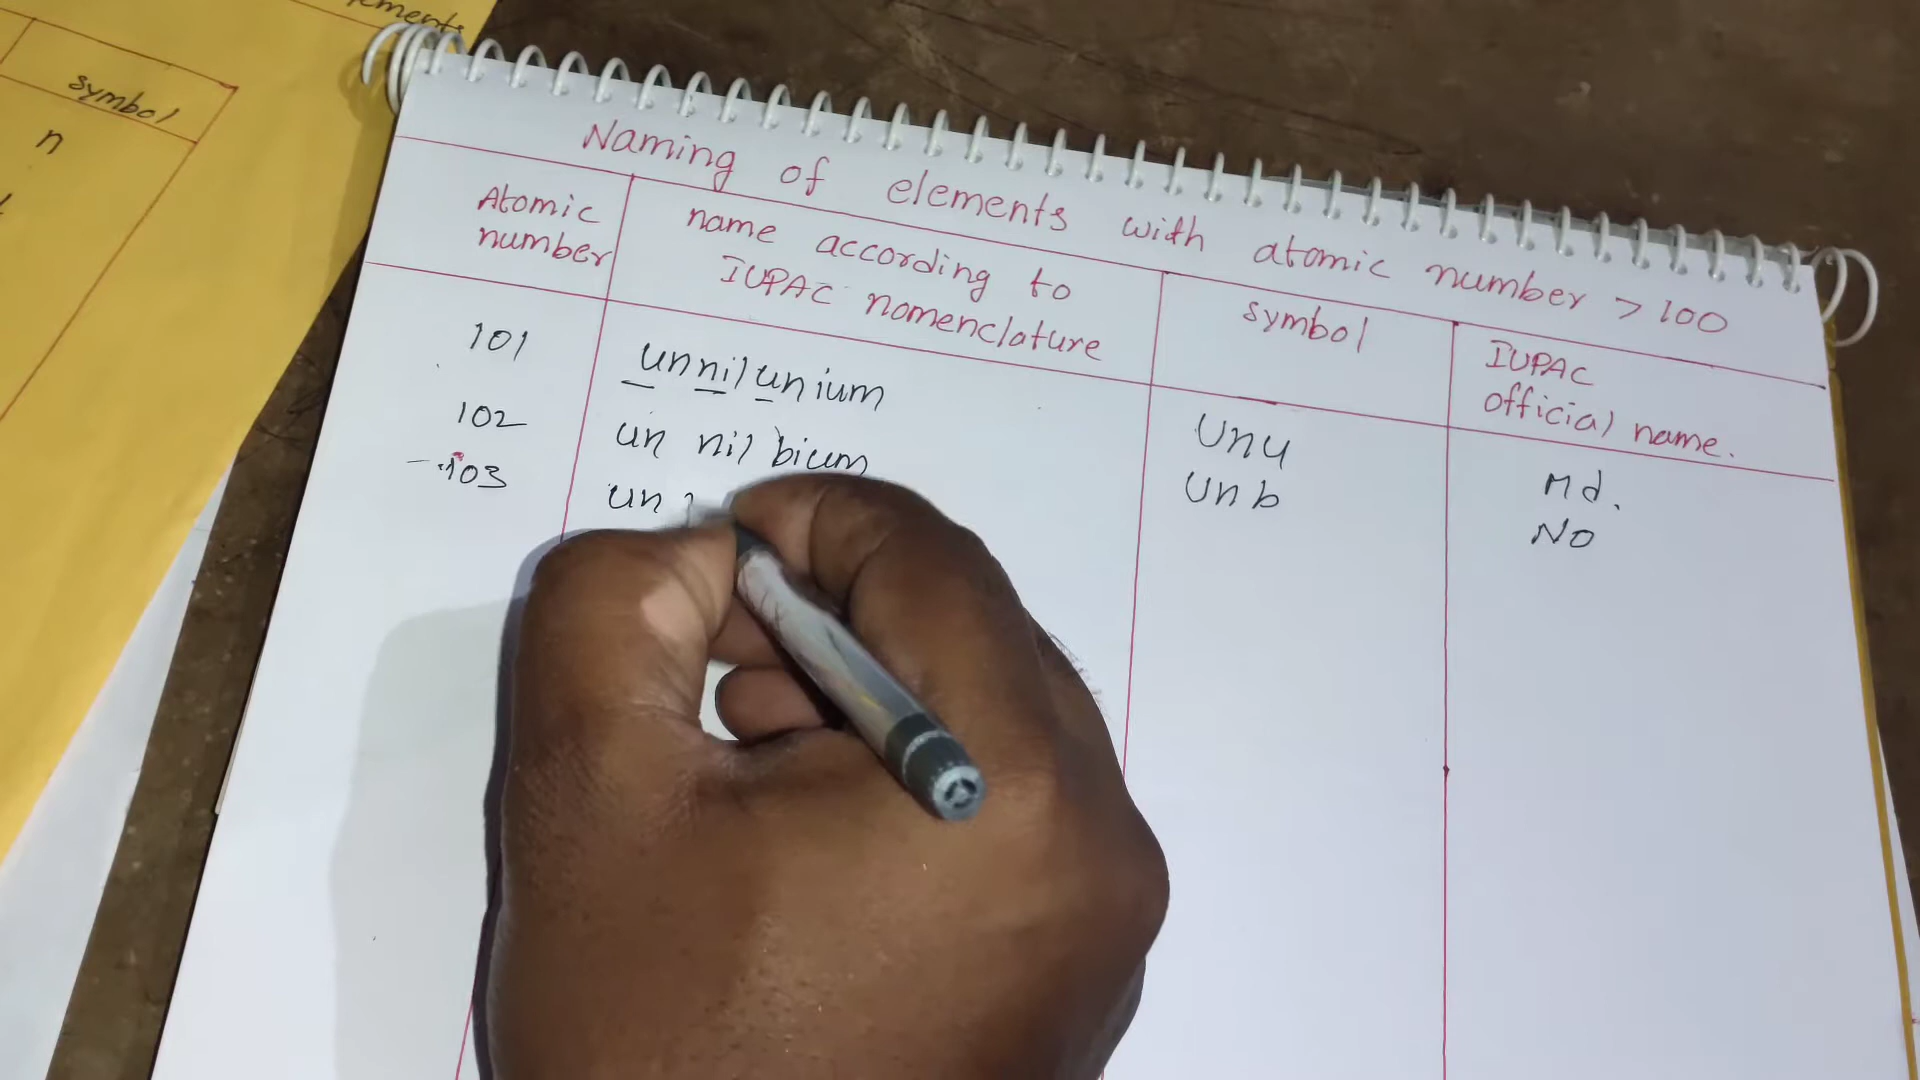 symbol
n
Naming of elements with atomic number > 100
Atomic number
name according to IUPAC nomenclature
symbol
IUPAC official name.
101
unnilunium
Unu
Md.
102
un nil bium
Unb
No
103
un